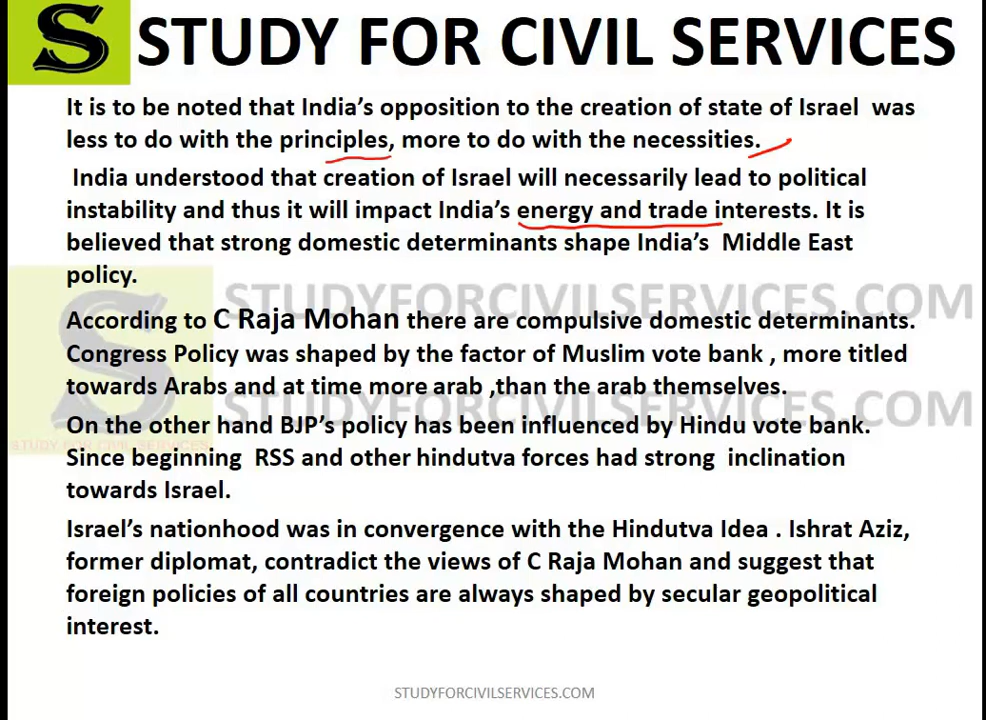 S STUDY FOR CIVIL SERVICES
It is to be noted that India's opposition to the creation of state of Israel was
less to do with the principles, more to do with the necessities.
India understood that creation of Israel will necessarily lead to political
instability and thus it will impact India's energy and trade interests. It is
believed that strong domestic determinants shape India's Middle East
policy.
STUDYFORCIVILSERVICES.COM
According to C Raja Mohan there are compulsive domestic determinants.
Congress Policy was shaped by the factor of Muslim vote bank , more titled
towards Arabs and at time more arab ,than the arab themselves.
STUDYFORCIVILSERVICES.COM
On the other hand BJP's policy has been influenced by Hindu vote bank.
STUDY FOR CIVIL SERVICES
Since beginning RSS and other hindutva forces had strong inclination
towards Israel.
Israel's nationhood was in convergence with the Hindutva Idea . Ishrat Aziz,
former diplomat, contradict the views of C Raja Mohan and suggest that
foreign policies of all countries are always shaped by secular geopolitical
interest.
STUDYFORCIVILSERVICES.COM